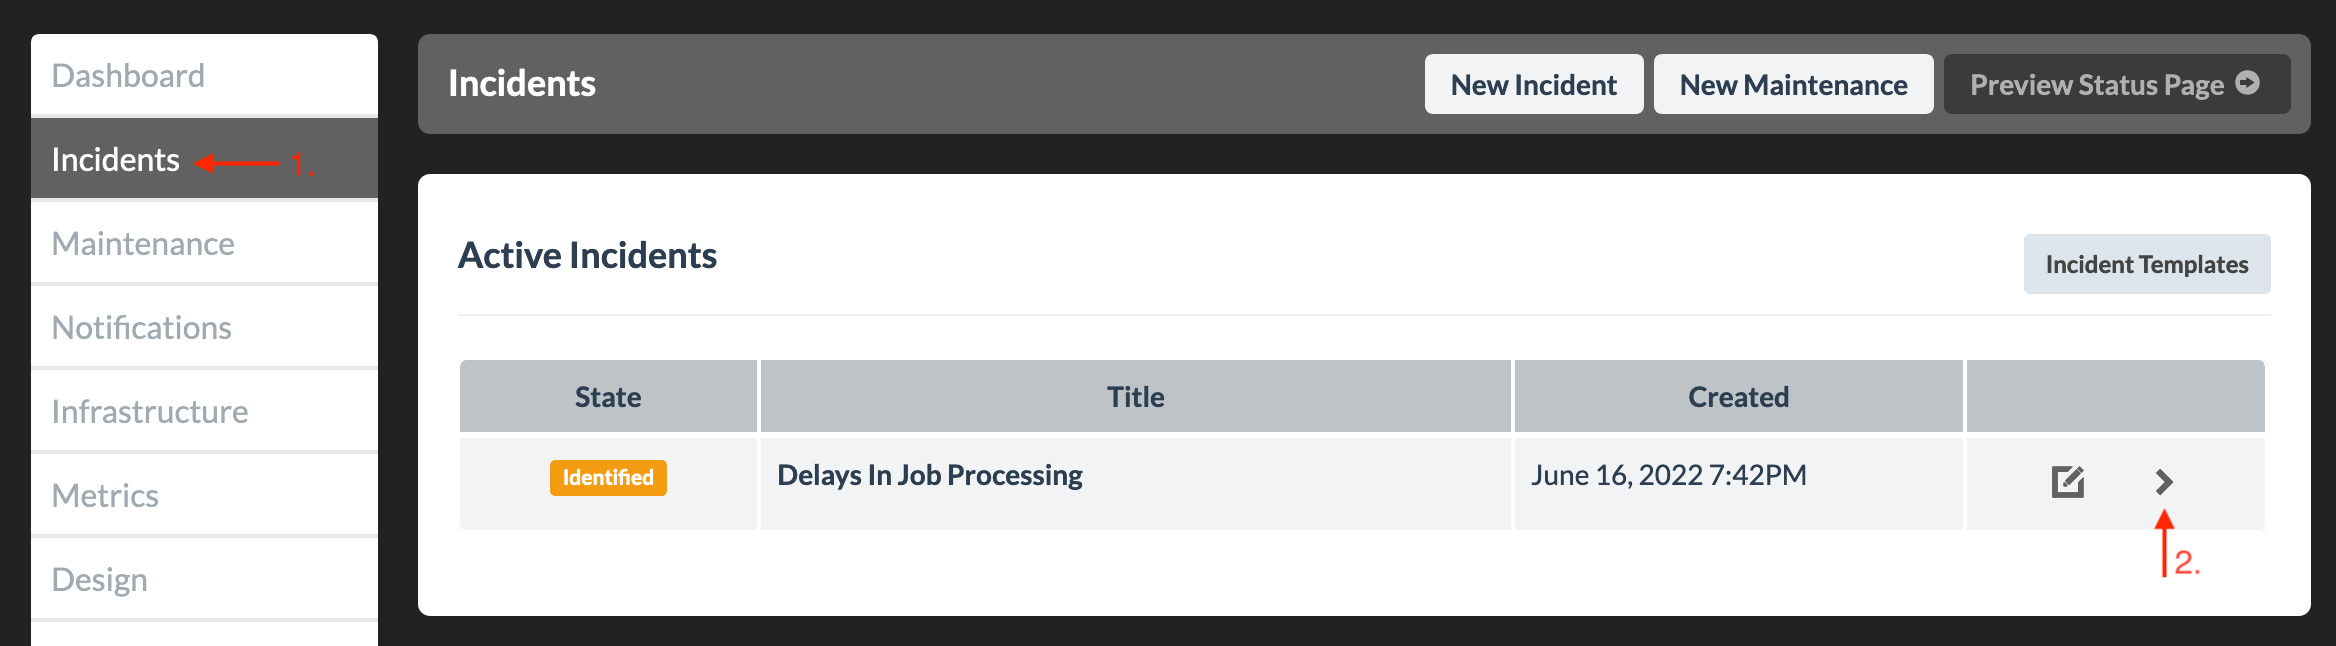 Dashboard
Incidents 1.
Maintenance
Notifications
Infrastructure
Metrics
Design
Incidents
New Incident
New Maintenance
Preview Status Page
Active Incidents
Incident Templates
State Title Created
Identified Delays In Job Processing June 16, 2022 7:42PM
2.